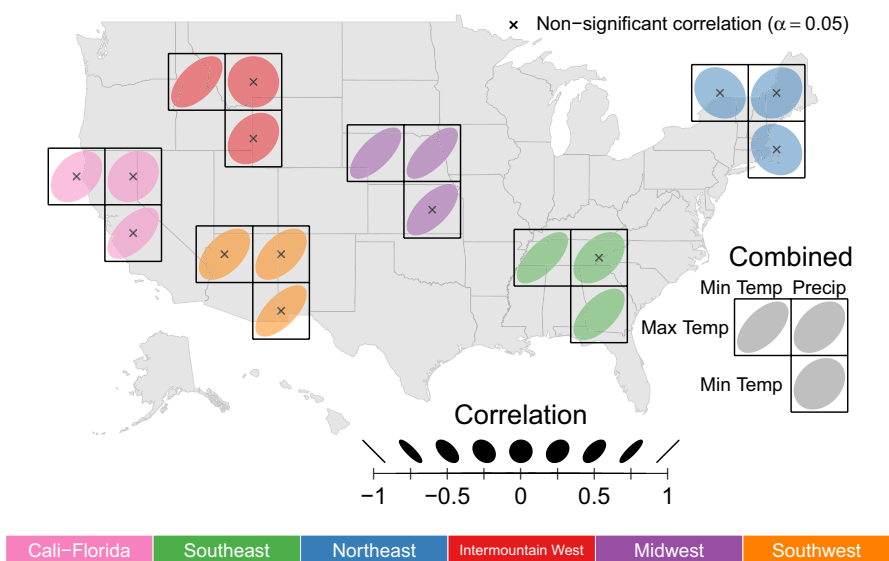 × Non−significant correlation (α = 0.05)
Combined
Min Temp Precip
Max Temp
Min Temp
Correlation
−1 −0.5 0 0.5 1
Cali−Florida Southeast Northeast Intermountain West Midwest Southwest